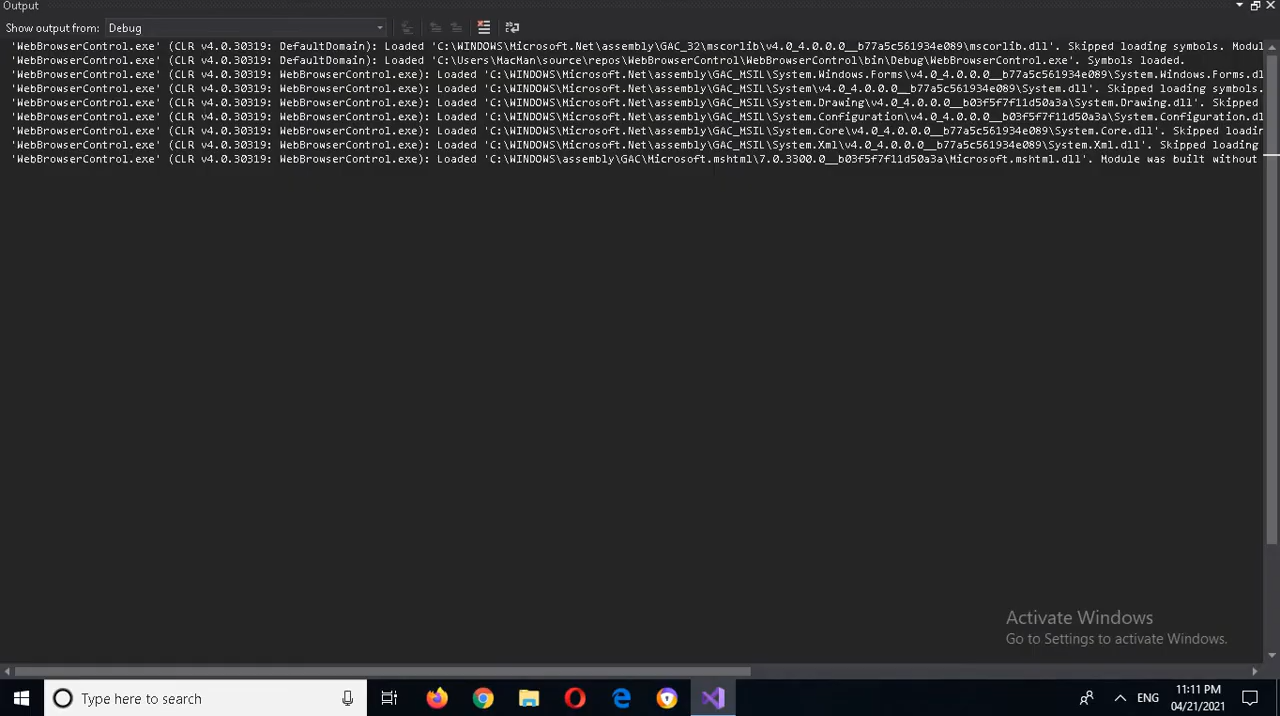 Output
Show output from: Debug
'WebBrowserControl.exe' (CLR v4.0.30319: DefaultDomain): Loaded 'C:\WINDOWS\Microsoft.Net\assembly\GAC_32\mscorlib\v4.0_4.0.0.0__b77a5c561934e089\mscorlib.dll'. Skipped loading symbols. Modul
'WebBrowserControl.exe' (CLR v4.0.30319: DefaultDomain): Loaded 'C:\Users\MacMan\source\repos\WebBrowserControl\WebBrowserControl\bin\Debug\WebBrowserControl.exe'. Symbols loaded.
'WebBrowserControl.exe' (CLR v4.0.30319: WebBrowserControl.exe): Loaded 'C:\WINDOWS\Microsoft.Net\assembly\GAC_MSIL\System.Windows.Forms\v4.0_4.0.0.0__b77a5c561934e089\System.Windows.Forms.dl
'WebBrowserControl.exe' (CLR v4.0.30319: WebBrowserControl.exe): Loaded 'C:\WINDOWS\Microsoft.Net\assembly\GAC_MSIL\System\v4.0_4.0.0.0__b77a5c561934e089\System.dll'. Skipped loading symbols.
'WebBrowserControl.exe' (CLR v4.0.30319: WebBrowserControl.exe): Loaded 'C:\WINDOWS\Microsoft.Net\assembly\GAC_MSIL\System.Drawing\v4.0_4.0.0.0__b03f5f7f11d50a3a\System.Drawing.dll'. Skipped
'WebBrowserControl.exe' (CLR v4.0.30319: WebBrowserControl.exe): Loaded 'C:\WINDOWS\Microsoft.Net\assembly\GAC_MSIL\System.Configuration\v4.0_4.0.0.0__b03f5f7f11d50a3a\System.Configuration.dl
'WebBrowserControl.exe' (CLR v4.0.30319: WebBrowserControl.exe): Loaded 'C:\WINDOWS\Microsoft.Net\assembly\GAC_MSIL\System.Core\v4.0_4.0.0.0__b77a5c561934e089\System.Core.dll'. Skipped loadin
'WebBrowserControl.exe' (CLR v4.0.30319: WebBrowserControl.exe): Loaded 'C:\WINDOWS\Microsoft.Net\assembly\GAC_MSIL\System.Xml\v4.0_4.0.0.0__b77a5c561934e089\System.Xml.dll'. Skipped loading
'WebBrowserControl.exe' (CLR v4.0.30319: WebBrowserControl.exe): Loaded 'C:\WINDOWS\assembly\GAC\Microsoft.mshtml\7.0.3300.0__b03f5f7f11d50a3a\Microsoft.mshtml.dll'. Module was built without
Activate Windows
Go to Settings to activate Windows.
Type here to search
ENG
11:11 PM
04/21/2021